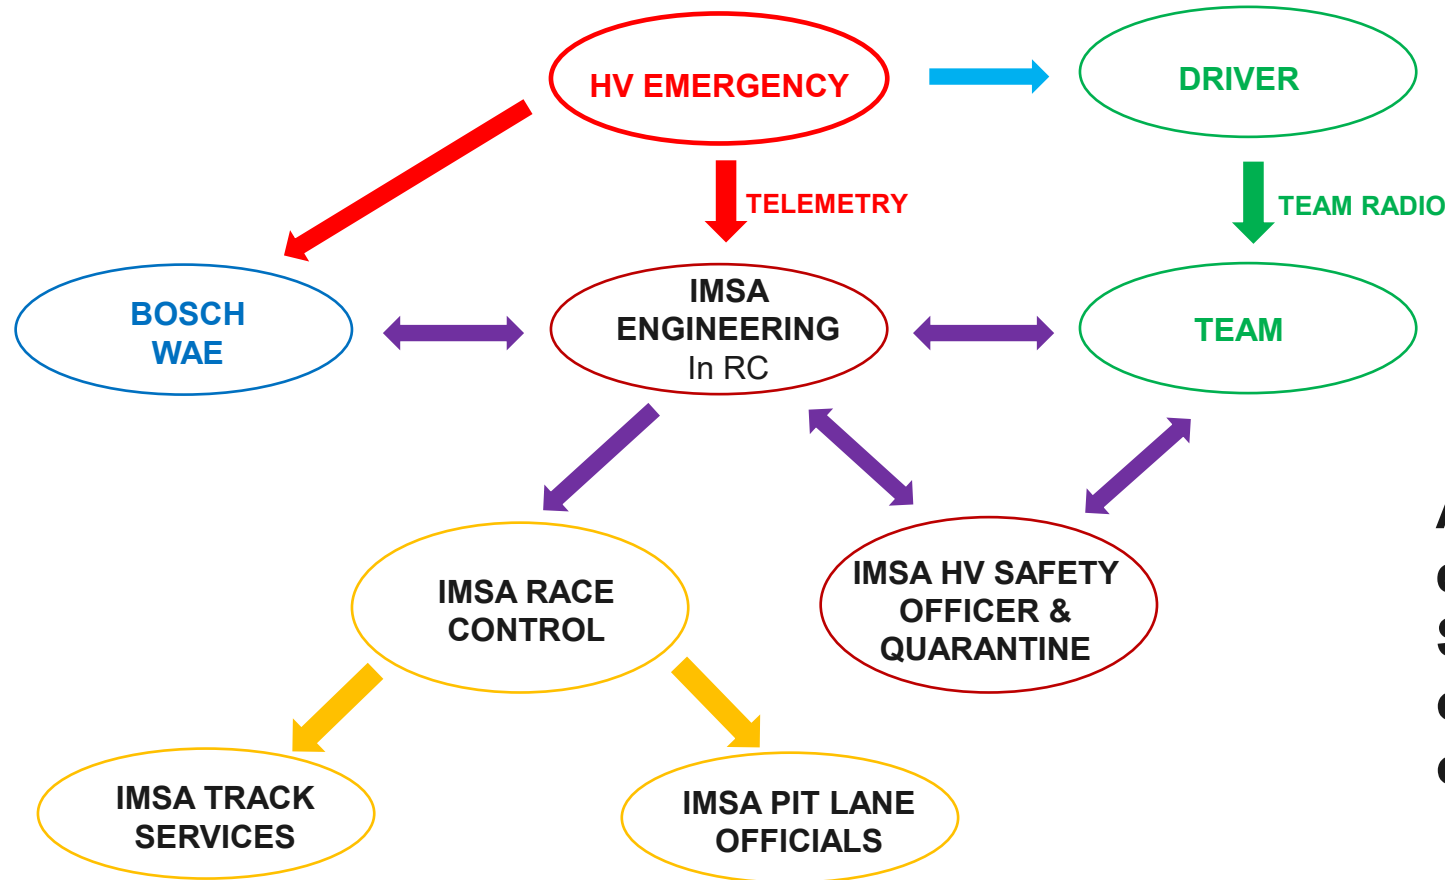 HV EMERGENCY
DRIVER
TELEMETRY
TEAM RADIO
BOSCH
WAE
IMSA
ENGINEERING
In RC
TEAM
IMSA RACE
CONTROL
IMSA HV SAFETY
OFFICER &
QUARANTINE
IMSA TRACK
SERVICES
IMSA PIT LANE
OFFICIALS